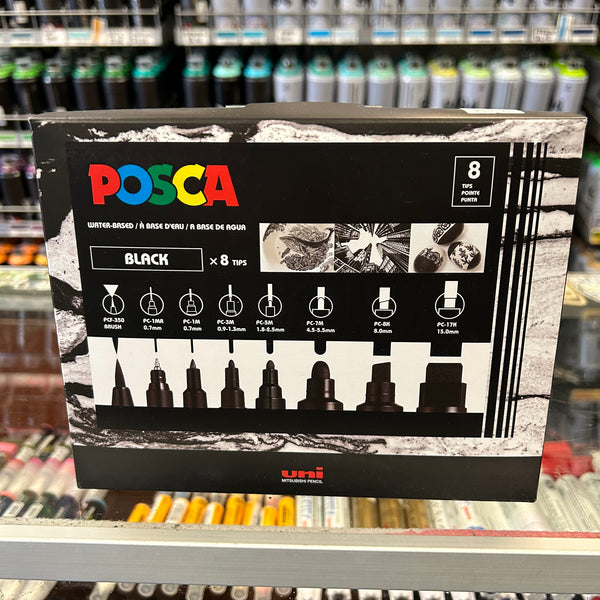 POSCA
8
TIPS
POINTE
PUNTA
WATER-BASED / À BASE D'EAU / A BASE DE AGUA
BLACK × 8 TIPS
PCF-350
BRUSH
PC-1MR
0.7mm
PC-1M
0.7mm
PC-3M
0.9-1.3mm
PC-5M
1.8-2.5mm
PC-7M
4.5-5.5mm
PC-8K
8.0mm
PC-17K
15.0mm
uni
MITSUBISHI PENCIL